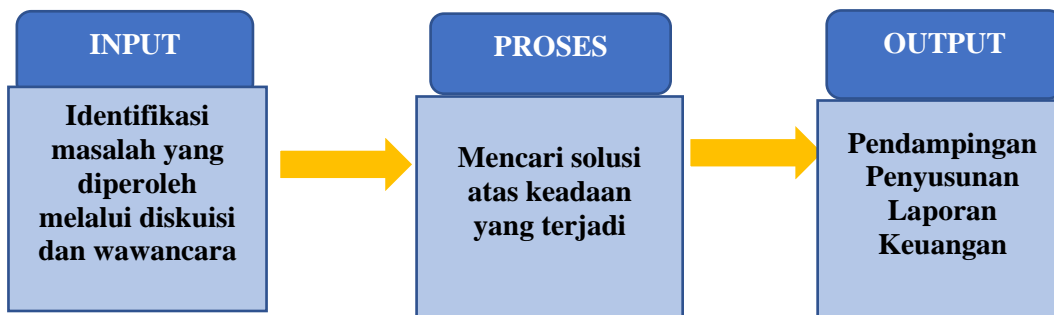 INPUT
Identifikasi
masalah yang
diperoleh
melalui diskuisi
dan wawancara
PROSES
Mencari solusi
atas keadaan
yang terjadi
OUTPUT
Pendampingan
Penyusunan
Laporan
Keuangan